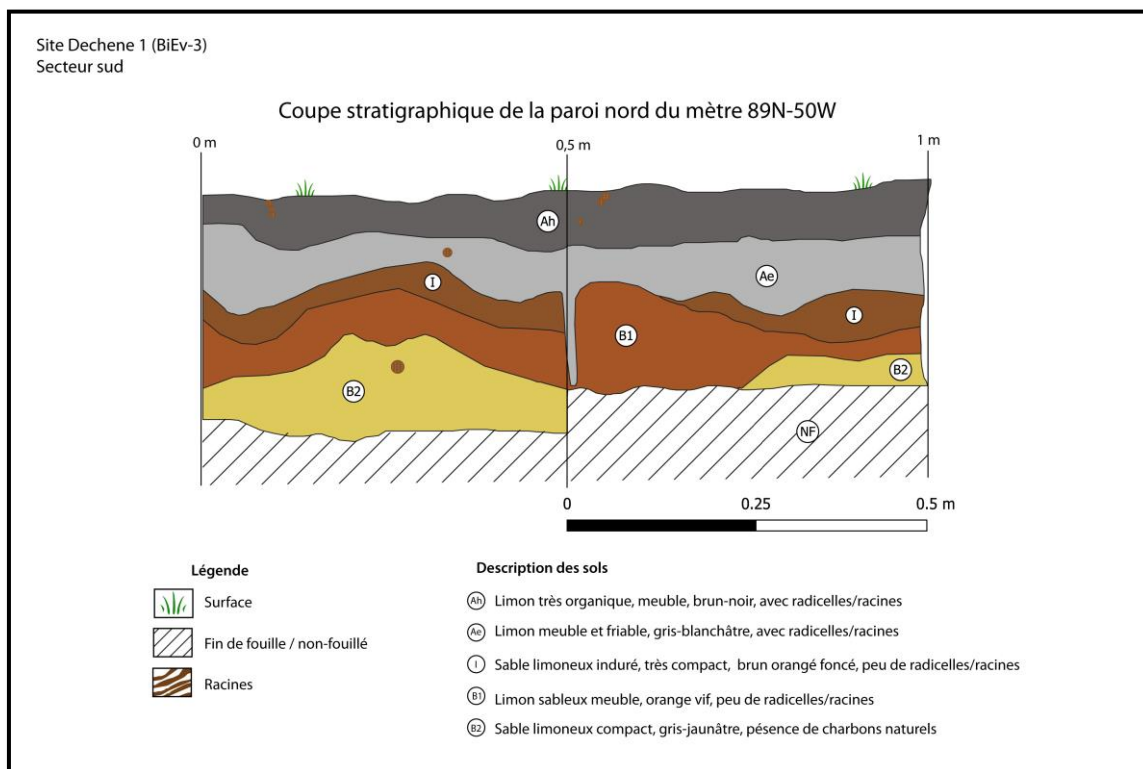 Site Dechene 1 (BiEv-3)
Secteur sud
Coupe stratigraphique de la paroi nord du mètre 89N-50W
0 m
0,5 m
1 m
Ah
Ae
I
I
B1
B2
B2
NF
0
0.25
0.5 m
Légende
Surface
Fin de fouille / non-fouillé
Racines
Description des sols
Ah Limon très organique, meuble, brun-noir, avec radicelles/racines
Ae Limon meuble et friable, gris-blanchâtre, avec radicelles/racines
I Sable limoneux induré, très compact, brun orangé foncé, peu de radicelles/racines
B1 Limon sableux meuble, orange vif, peu de radicelles/racines
B2 Sable limoneux compact, gris-jaunâtre, pésence de charbons naturels